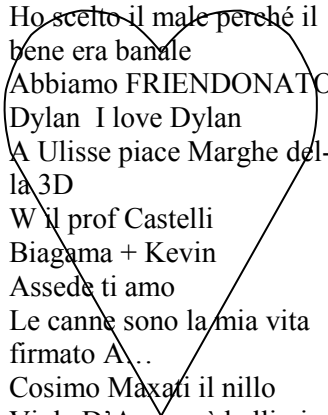 Ho scelto il male perché il
bene era banale
Abbiamo FRIENDONATO
Dylan I love Dylan
A Ulisse piace Marghe del-
la 3D
W il prof Castelli
Biagama + Kevin
Assede ti amo
Le canne sono la mia vita
firmato A…
Cosimo Maxati il nillo